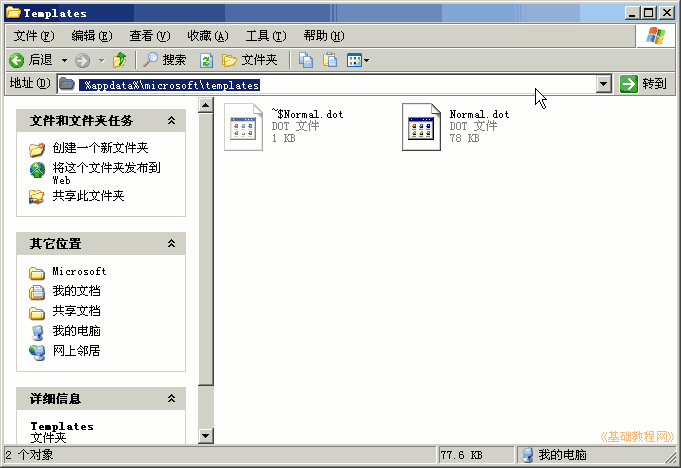 Templates
文件(F) 编辑(E) 查看(V) 收藏(A) 工具(T) 帮助(H)
后退 搜索 文件夹
地址(D) %appdata%\microsoft\templates 转到
文件和文件夹任务
创建一个新文件夹
将这个文件夹发布到
Web
共享此文件夹
其它位置
Microsoft
我的文档
共享文档
我的电脑
网上邻居
详细信息
Templates
文件夹
~$Normal.dot
DOT 文件
1 KB
Normal.dot
DOT 文件
78 KB
《基础教程网》
2 个对象 77.6 KB 我的电脑